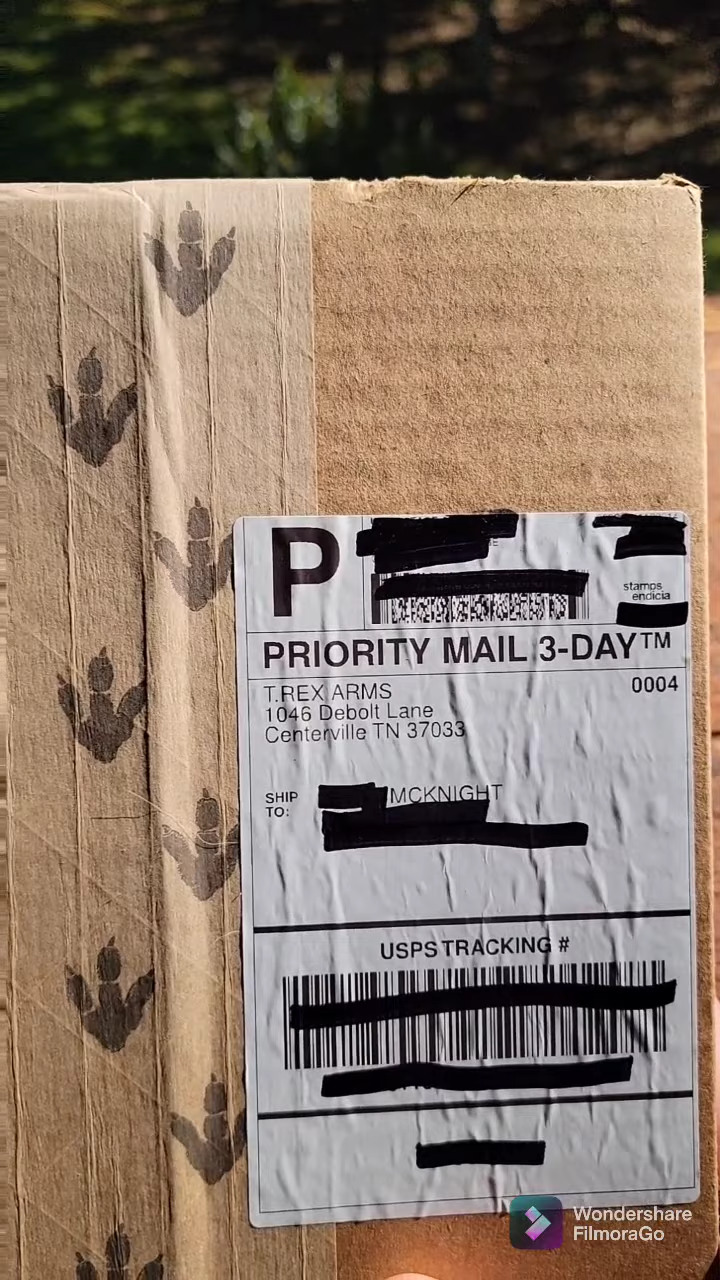 P
stamps
endicia
PRIORITY MAIL 3-DAY™
T.REX ARMS
0004
1046 Debolt Lane
Centerville TN 37033
SHIP
TO:
MCKNIGHT
USPS TRACKING #
Wondershare
FilmoraGo